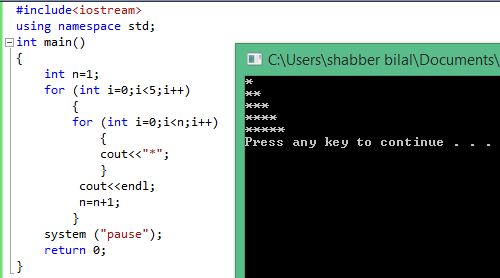 #include<iostream>
using namespace std;
int main()
{
int n=1;
for (int i=0;i<5;i++)
{
for (int i=0;i<n;i++)
{
cout<<"*";
}
cout<<endl;
n=n+1;
}
system ("pause");
return 0;
}
C:\Users\shabber bilal\Documents\
*
**
***
****
*****
Press any key to continue . . .